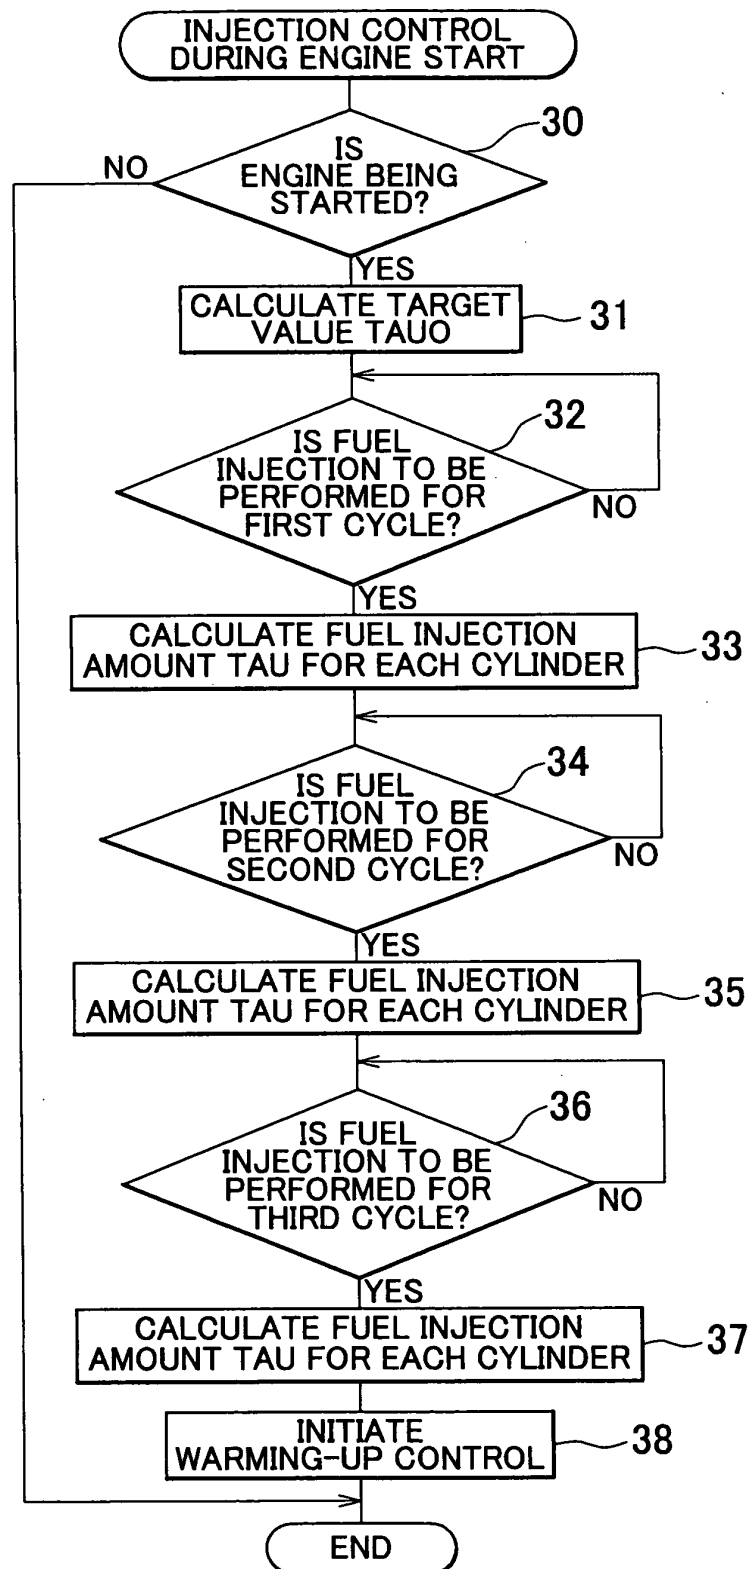 INJECTION CONTROL
DURING ENGINE START
30
IS
ENGINE BEING
STARTED?
NO
YES
CALCULATE TARGET
VALUE TAUO
31
32
IS FUEL
INJECTION TO BE
PERFORMED FOR
FIRST CYCLE?
NO
YES
CALCULATE FUEL INJECTION
AMOUNT TAU FOR EACH CYLINDER
33
34
IS FUEL
INJECTION TO BE
PERFORMED FOR
SECOND CYCLE?
NO
YES
CALCULATE FUEL INJECTION
AMOUNT TAU FOR EACH CYLINDER
35
36
IS FUEL
INJECTION TO BE
PERFORMED FOR
THIRD CYCLE?
NO
YES
CALCULATE FUEL INJECTION
AMOUNT TAU FOR EACH CYLINDER
37
INITIATE
WARMING-UP CONTROL
38
END